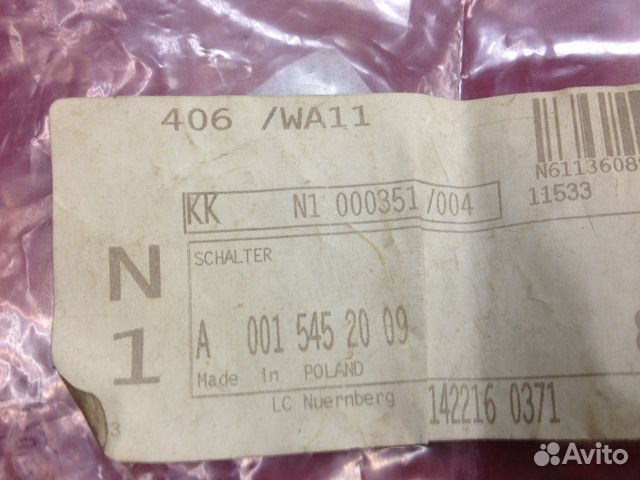 406 /WA11
N6113608
11533
KK N1 000351/004
SCHALTER
N
1
A 001 545 20 09
Made in POLAND
LC Nuernberg 142216 0371
3
Avito